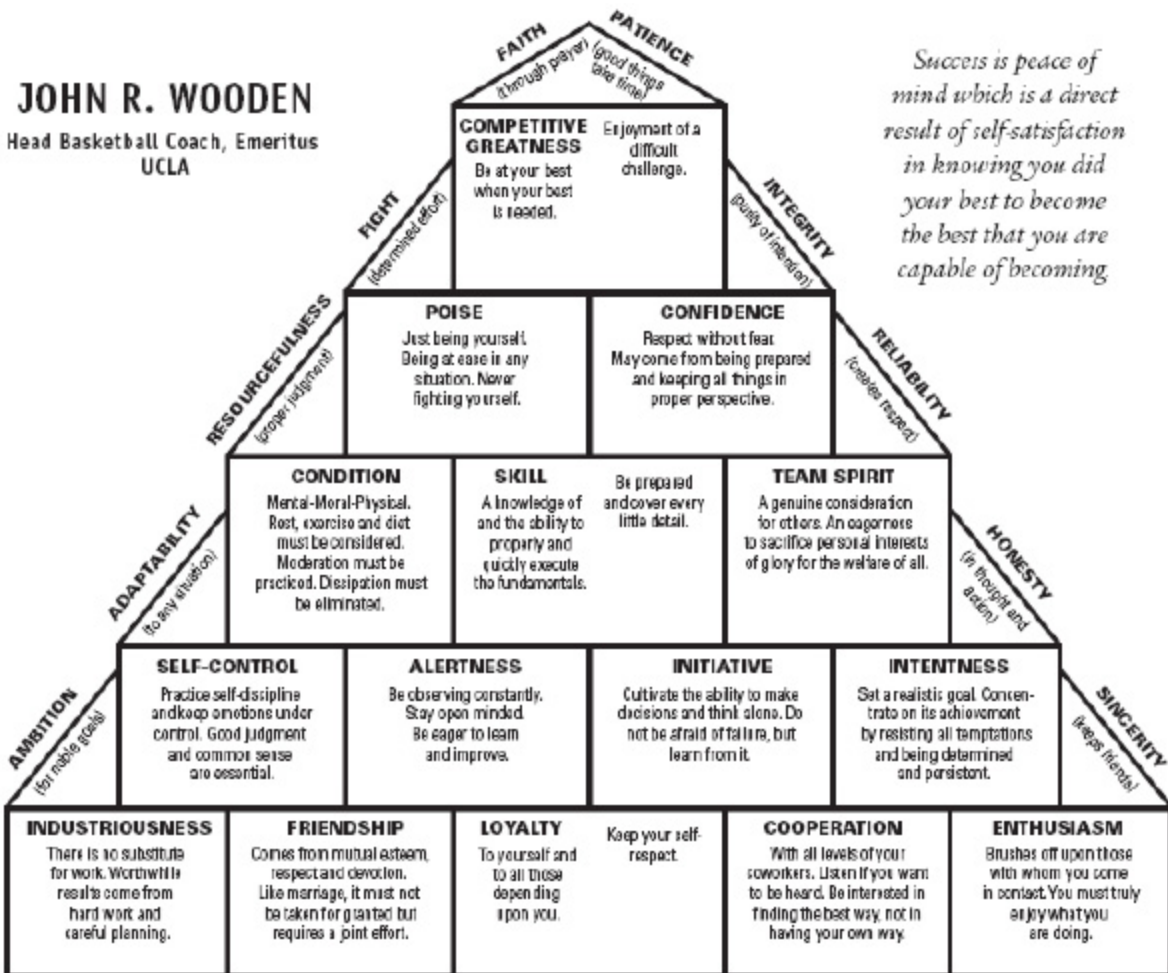 JOHN R. WOODEN
Head Basketball Coach, Emeritus
UCLA
Success is peace of
mind which is a direct
result of self-satisfaction
in knowing you did
your best to become
the best that you are
capable of becoming
FAITH
(through prayer)
PATIENCE
(good things
take time)
COMPETITIVE
GREATNESS
Be at your best
when your best
is needed.
Enjoyment of a
difficult
challenge.
FIGHT
(determined effort)
INTEGRITY
(purity of intention)
POISE
Just being yourself.
Being at ease in any
situation. Never
fighting yourself.
CONFIDENCE
Respect without fear.
May come from being prepared
and keeping all things in
proper perspective.
RESOURCEFULNESS
(proper judgment)
RELIABILITY
(creates respect)
CONDITION
Mental-Moral-Physical.
Rest, exercise and diet
must be considered.
Moderation must be
practiced. Dissipation must
be eliminated.
SKILL
A knowledge of
and the ability to
properly and
quickly execute
the fundamentals.
Be prepared
and cover every
little detail.
TEAM SPIRIT
A genuine consideration
for others. An eagerness
to sacrifice personal interests
of glory for the welfare of all.
ADAPTABILITY
(to any situation)
HONESTY
(in thought and
action)
SELF-CONTROL
Practice self-discipline
and keep emotions under
control. Good judgment
and common sense
are essential.
ALERTNESS
Be observing constantly.
Stay open minded.
Be eager to learn
and improve.
INITIATIVE
Cultivate the ability to make
decisions and think alone. Do
not be afraid of failure, but
learn from it.
INTENTNESS
Set a realistic goal. Concen-
trate on its achievement
by resisting all temptations
and being determined
and persistent.
AMBITION
(for noble goals)
SINCERITY
(keeps friends)
INDUSTRIOUSNESS
There is no substitute
for work. Worthwhile
results come from
hard work and
careful planning.
FRIENDSHIP
Comes from mutual esteem,
respect and devotion.
Like marriage, it must not
be taken for granted but
requires a joint effort.
LOYALTY
To yourself and
to all those
depending
upon you.
Keep your self-
respect.
COOPERATION
With all levels of your
coworkers. Listen if you want
to be heard. Be interested in
finding the best way, not in
having your own way.
ENTHUSIASM
Brushes off upon those
with whom you come
in contact. You must truly
enjoy what you
are doing.